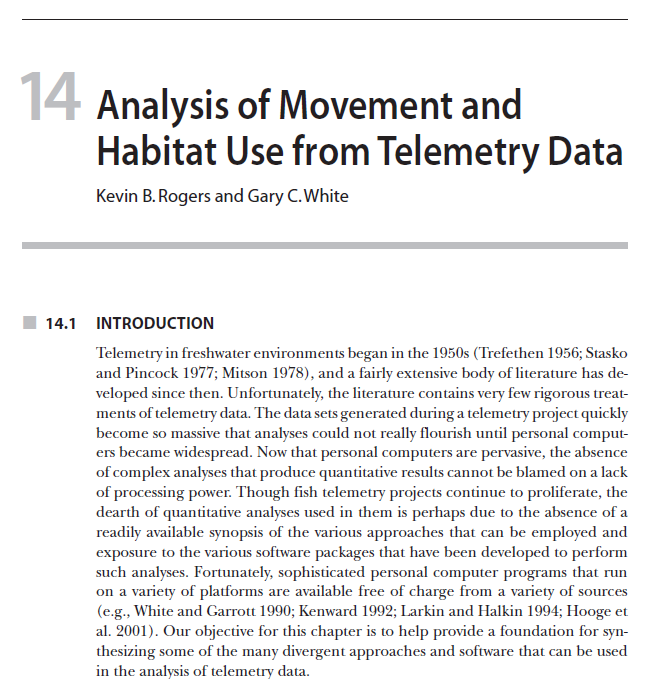 14 Analysis of Movement and
Habitat Use from Telemetry Data
Kevin B. Rogers and Gary C. White
14.1 INTRODUCTION
Telemetry in freshwater environments began in the 1950s (Trefethen 1956; Stasko
and Pincock 1977; Mitson 1978), and a fairly extensive body of literature has de-
veloped since then. Unfortunately, the literature contains very few rigorous treat-
ments of telemetry data. The data sets generated during a telemetry project quickly
become so massive that analyses could not really flourish until personal comput-
ers became widespread. Now that personal computers are pervasive, the absence
of complex analyses that produce quantitative results cannot be blamed on a lack
of processing power. Though fish telemetry projects continue to proliferate, the
dearth of quantitative analyses used in them is perhaps due to the absence of a
readily available synopsis of the various approaches that can be employed and
exposure to the various software packages that have been developed to perform
such analyses. Fortunately, sophisticated personal computer programs that run
on a variety of platforms are available free of charge from a variety of sources
(e.g., White and Garrott 1990; Kenward 1992; Larkin and Halkin 1994; Hooge et
al. 2001). Our objective for this chapter is to help provide a foundation for syn-
thesizing some of the many divergent approaches and software that can be used
in the analysis of telemetry data.